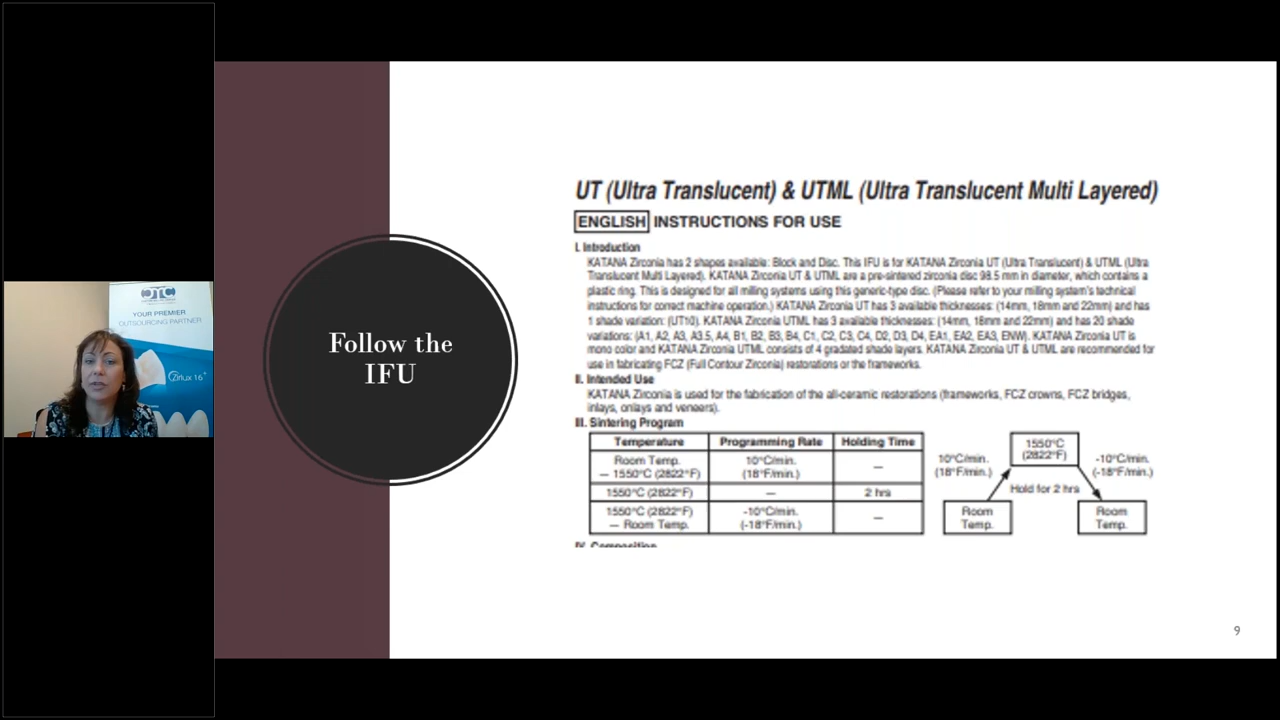 OTC
YOUR PREMIER
OUTSOURCING PARTNER
Zirlux 16+
Follow the
IFU
UT (Ultra Translucent) & UTML (Ultra Translucent Multi Layered)
ENGLISH INSTRUCTIONS FOR USE
I. Introduction
KATANA Zirconia has 2 shapes available: Block and Disc. This IFU is for KATANA Zirconia UT (Ultra Translucent) & UTML (Ultra
Translucent Multi Layered). KATANA Zirconia UT & UTML are a pre-sintered zirconia disc 98.5 mm in diameter, which contains a
plastic ring. This is designed for all milling systems using this generic-type disc. (Please refer to your milling system's technical
instructions for correct machine operation.) KATANA Zirconia UT has 3 available thicknesses: (14mm, 18mm and 22mm) and has
1 shade variation: (UT10). KATANA Zirconia UTML has 3 available thicknesses: (14mm, 18mm and 22mm) and has 20 shade
variations: (A1, A2, A3, A3.5, A4, B1, B2, B3, B4, C1, C2, C3, C4, D2, D3, D4, EA1, EA2, EA3, ENW). KATANA Zirconia UT is
mono color and KATANA Zirconia UTML consists of 4 gradated shade layers. KATANA Zirconia UT & UTML are recommended for
use in fabricating FCZ (Full Contour Zirconia) restorations or the frameworks.
II. Intended Use
KATANA Zirconia is used for the fabrication of the all-ceramic restorations (frameworks, FCZ crowns, FCZ bridges,
inlays, onlays and veneers).
III. Sintering Program
Temperature Programming Rate Holding Time
Room Temp. 10°C/min. —
— 1550°C (2822°F) (18°F/min.)
1550°C (2822°F) — 2 hrs
1550°C (2822°F) -10°C/min. —
— Room Temp. (-18°F/min.)
1550°C
(2822°F)
10°C/min.
(18°F/min.)
-10°C/min.
(-18°F/min.)
Hold for 2 hrs
Room
Temp.
Room
Temp.
IV. Composition
9